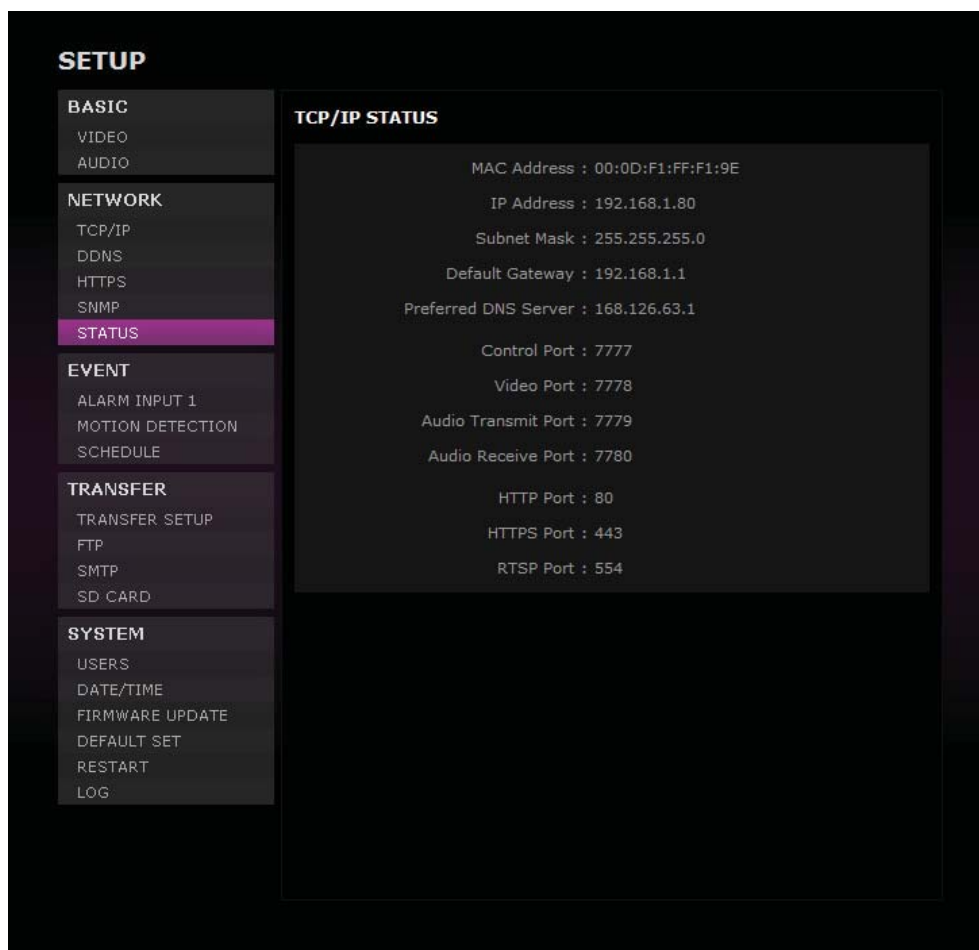 SETUP
BASIC
VIDEO
AUDIO
NETWORK
TCP/IP
DDNS
HTTPS
SNMP
STATUS
EVENT
ALARM INPUT 1
MOTION DETECTION
SCHEDULE
TRANSFER
TRANSFER SETUP
FTP
SMTP
SD CARD
SYSTEM
USERS
DATE/TIME
FIRMWARE UPDATE
DEFAULT SET
RESTART
LOG
TCP/IP STATUS
MAC Address : 00:0D:F1:FF:F1:9E
IP Address : 192.168.1.80
Subnet Mask : 255.255.255.0
Default Gateway : 192.168.1.1
Preferred DNS Server : 168.126.63.1
Control Port : 7777
Video Port : 7778
Audio Transmit Port : 7779
Audio Receive Port : 7780
HTTP Port : 80
HTTPS Port : 443
RTSP Port : 554